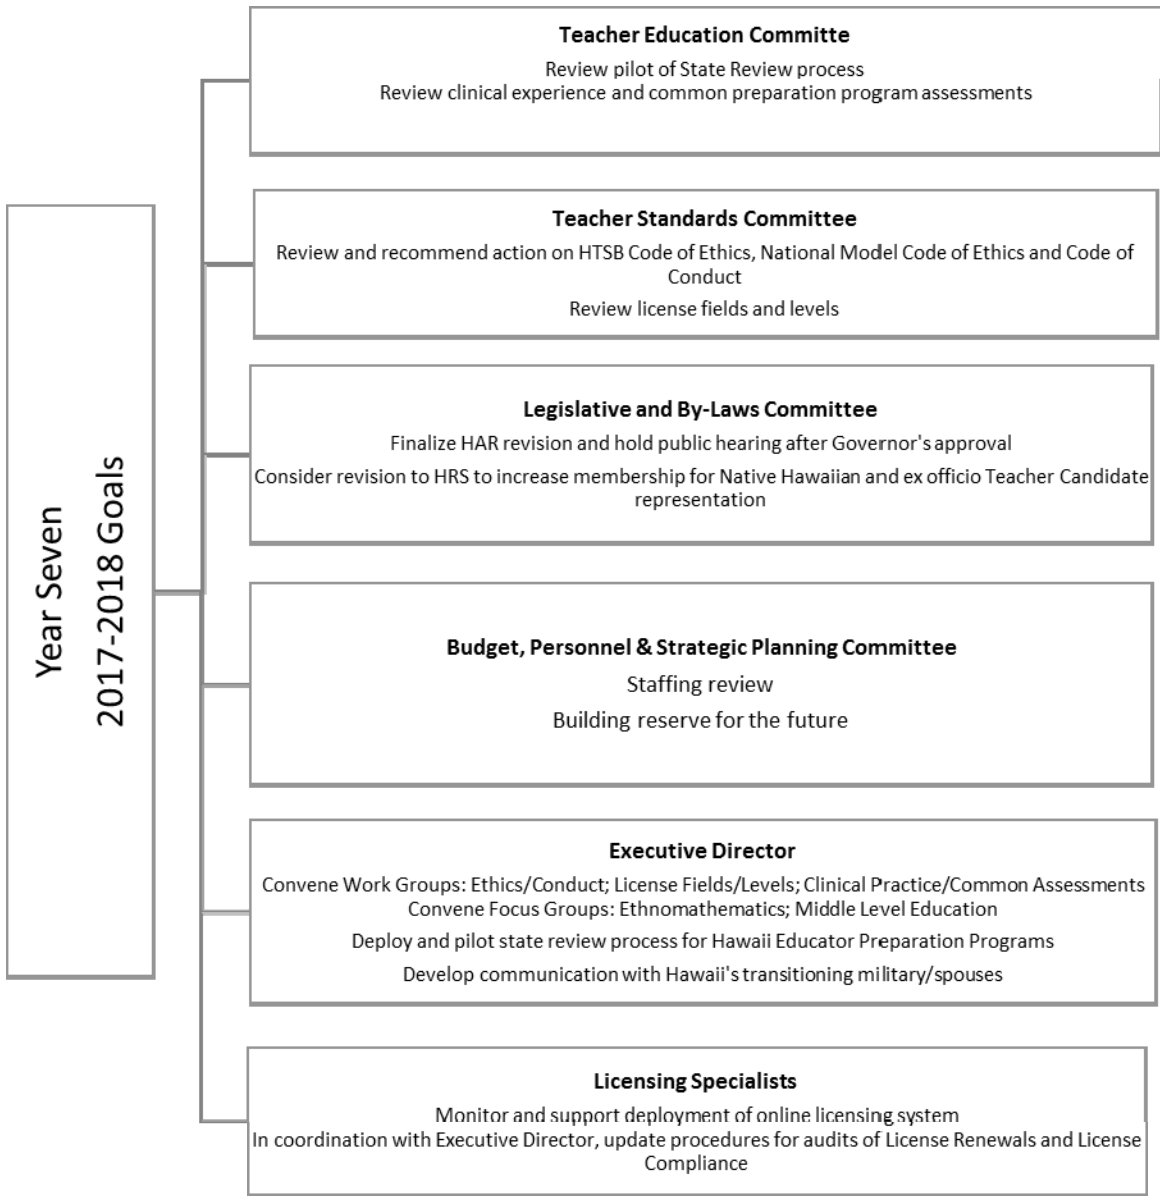 Teacher Education Committe
Review pilot of State Review process
Review clinical experience and common preparation program assessments
Teacher Standards Committee
Review and recommend action on HTSB Code of Ethics, National Model Code of Ethics and Code of
Conduct
Review license fields and levels
Legislative and By-Laws Committee
Finalize HAR revision and hold public hearing after Governor's approval
Consider revision to HRS to increase membership for Native Hawaiian and ex officio Teacher Candidate
representation
Year Seven
2017-2018 Goals
Budget, Personnel & Strategic Planning Committee
Staffing review
Building reserve for the future
Executive Director
Convene Work Groups: Ethics/Conduct; License Fields/Levels; Clinical Practice/Common Assessments
Convene Focus Groups: Ethnomathematics; Middle Level Education
Deploy and pilot state review process for Hawaii Educator Preparation Programs
Develop communication with Hawaii's transitioning military/spouses
Licensing Specialists
Monitor and support deployment of online licensing system
In coordination with Executive Director, update procedures for audits of License Renewals and License
Compliance